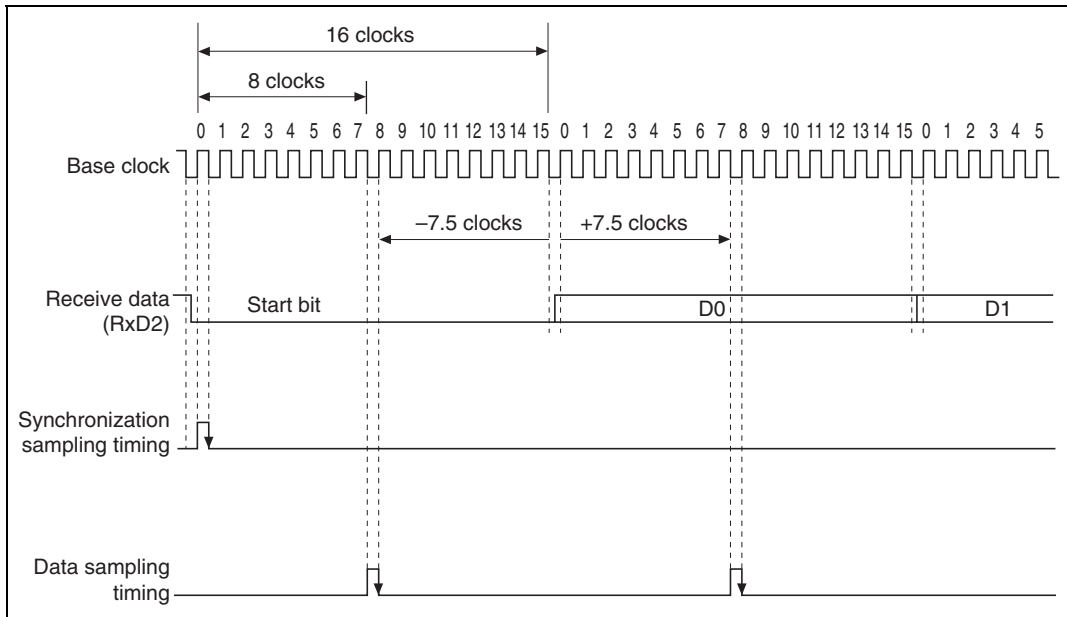 16 clocks
8 clocks
0 1 2 3 4 5 6 7 8 9 10 11 12 13 14 15 0 1 2 3 4 5 6 7 8 9 10 11 12 13 14 15 0 1 2 3 4 5
Base clock
–7.5 clocks +7.5 clocks
Receive data
(RxD2)
Start bit D0 D1
Synchronization
sampling timing
Data sampling
timing